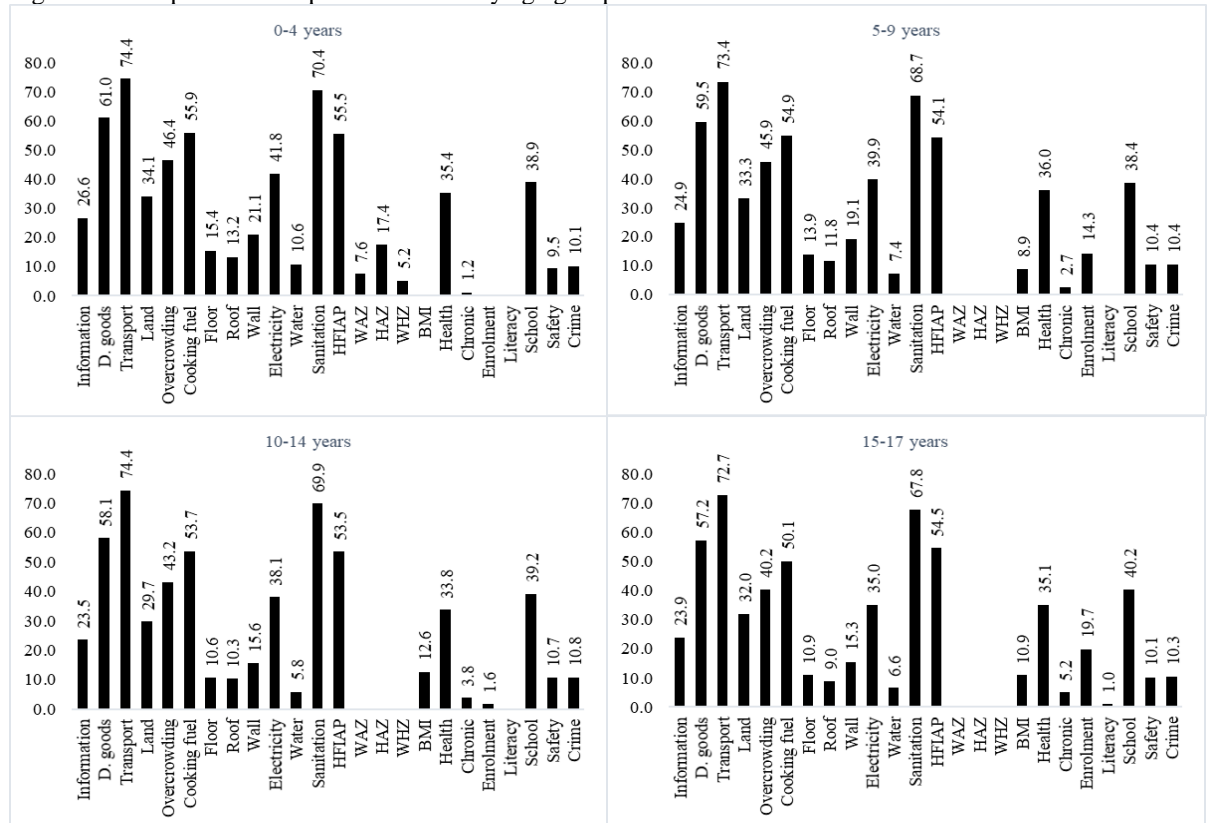 0-4 years
80.0
70.0
60.0
50.0
40.0
30.0
20.0
10.0
0.0
26.6
61.0
74.4
34.1
46.4
55.9
15.4
13.2
21.1
41.8
10.6
70.4
55.5
7.6
17.4
5.2
35.4
1.2
38.9
9.5
10.1
Information
D. goods
Transport
Land
Overcrowding
Cooking fuel
Floor
Roof
Wall
Electricity
Water
Sanitation
HFIAP
WAZ
HAZ
WHZ
BMI
Health
Chronic
Enrolment
Literacy
School
Safety
Crime
5-9 years
80.0
70.0
60.0
50.0
40.0
30.0
20.0
10.0
0.0
24.9
59.5
73.4
33.3
45.9
54.9
13.9
11.8
19.1
39.9
7.4
68.7
54.1
8.9
36.0
2.7
14.3
38.4
10.4
10.4
Information
D. goods
Transport
Land
Overcrowding
Cooking fuel
Floor
Roof
Wall
Electricity
Water
Sanitation
HFIAP
WAZ
HAZ
WHZ
BMI
Health
Chronic
Enrolment
Literacy
School
Safety
Crime
10-14 years
80.0
70.0
60.0
50.0
40.0
30.0
20.0
10.0
0.0
23.5
58.1
74.4
29.7
43.2
53.7
10.6
10.3
15.6
38.1
5.8
69.9
53.5
12.6
33.8
3.8
1.6
39.2
10.7
10.8
Information
D. goods
Transport
Land
Overcrowding
Cooking fuel
Floor
Roof
Wall
Electricity
Water
Sanitation
HFIAP
WAZ
HAZ
WHZ
BMI
Health
Chronic
Enrolment
Literacy
School
Safety
Crime
15-17 years
80.0
70.0
60.0
50.0
40.0
30.0
20.0
10.0
0.0
23.9
57.2
72.7
32.0
40.2
50.1
10.9
9.0
15.3
35.0
6.6
67.8
54.5
10.9
35.1
5.2
19.7
1.0
40.2
10.1
10.3
Information
D. goods
Transport
Land
Overcrowding
Cooking fuel
Floor
Roof
Wall
Electricity
Water
Sanitation
HFIAP
WAZ
HAZ
WHZ
BMI
Health
Chronic
Enrolment
Literacy
School
Safety
Crime